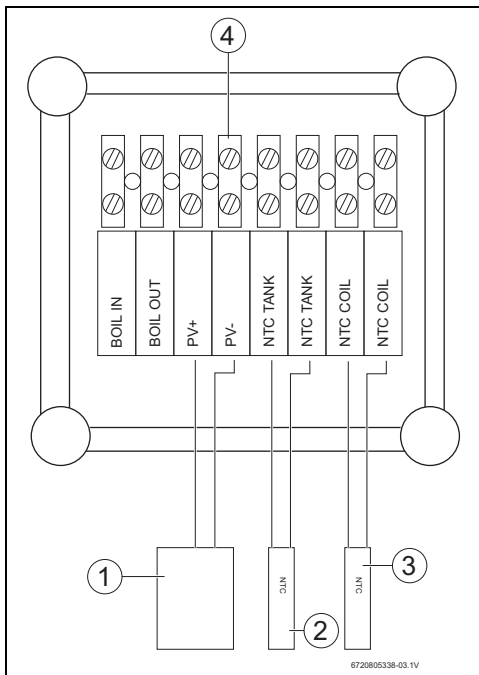 4
BOIL IN
BOIL OUT
PV+
PV-
NTC TANK
NTC TANK
NTC COIL
NTC COIL
1
NTC
2
NTC
3
6720805338-03.1V